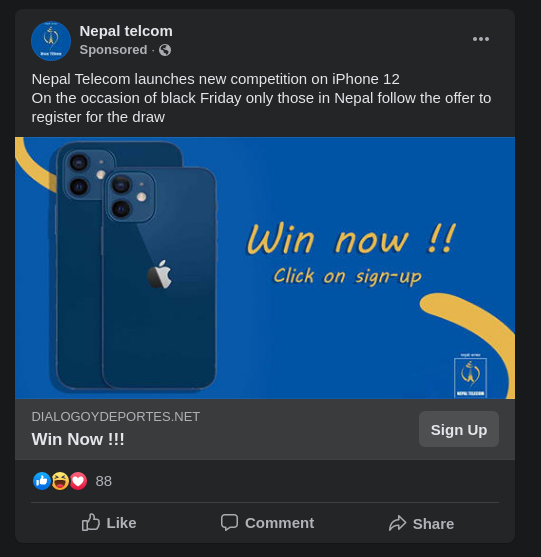 Nepal telcom
Sponsored ·
Nepal Telecom launches new competition on iPhone 12
On the occasion of black Friday only those in Nepal follow the offer to
register for the draw
Win now !!
Click on sign-up
NEPAL TELECOM
DIALOGOYDEPORTES.NET
Win Now !!!
Sign Up
88
Like
Comment
Share